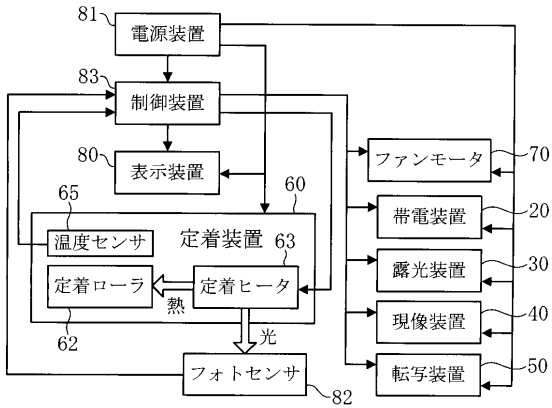 81
電源装置
83
制御装置
80
表示装置
ファンモータ
70
65
60
温度センサ
定着装置
63
帯電装置
20
定着ローラ
定着ヒータ
熱
62
露光装置
30
光
現像装置
40
フォトセンサ
82
転写装置
50